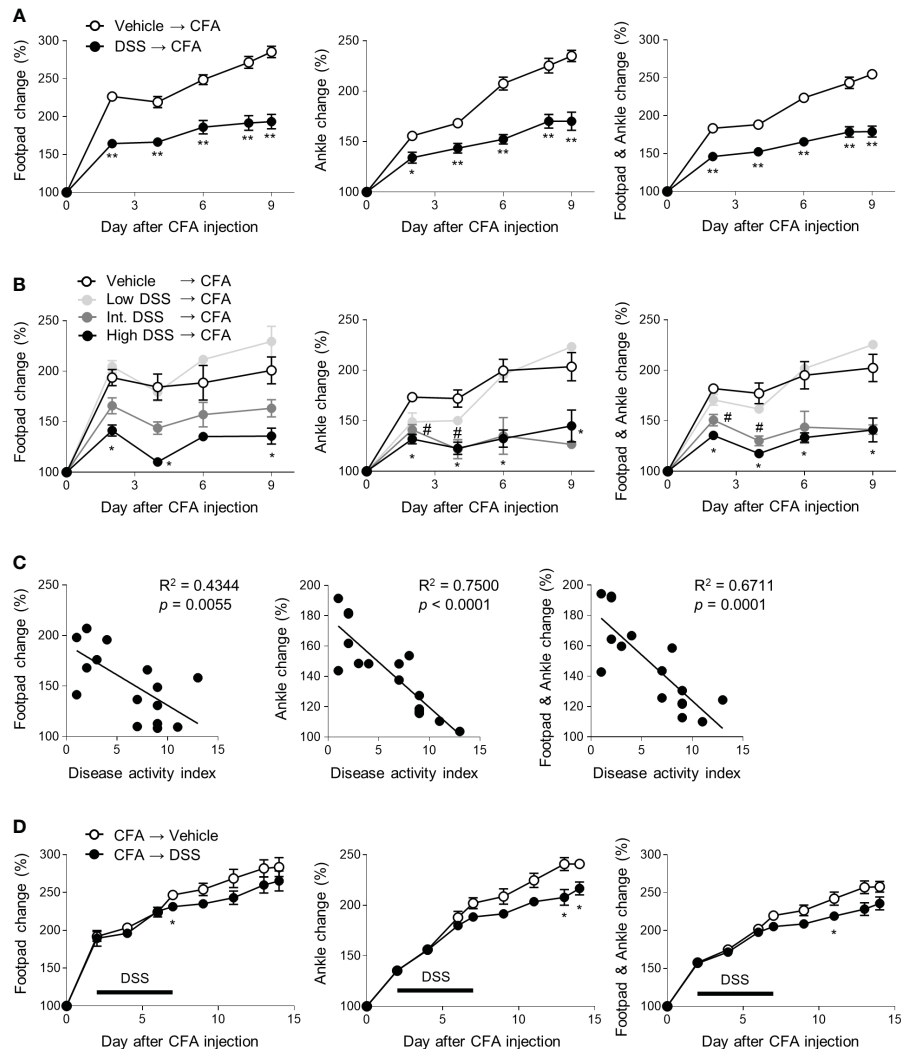 A
Vehicle → CFA
DSS → CFA
Footpad change (%)
300
250
200
150
100
** ** ** ** **
0 3 6 9
Day after CFA injection
Ankle change (%)
250
200
150
100
* ** ** ** **
0 3 6 9
Day after CFA injection
Footpad & Ankle change (%)
300
250
200
150
100
** ** ** ** **
0 3 6 9
Day after CFA injection
B
Vehicle → CFA
Low DSS → CFA
Int. DSS → CFA
High DSS → CFA
Footpad change (%)
250
200
150
100
* * *
0 3 6 9
Day after CFA injection
Ankle change (%)
250
200
150
100
# #
* * * *
0 3 6 9
Day after CFA injection
Footpad & Ankle change (%)
250
200
150
100
# #
* * * *
0 3 6 9
Day after CFA injection
C
R² = 0.4344
p = 0.0055
Footpad change (%)
250
200
150
100
0 5 10 15
Disease activity index
R² = 0.7500
p < 0.0001
Ankle change (%)
200
180
160
140
120
100
0 5 10 15
Disease activity index
R² = 0.6711
p = 0.0001
Footpad & Ankle change (%)
200
180
160
140
120
100
0 5 10 15
Disease activity index
D
CFA → Vehicle
CFA → DSS
Footpad change (%)
300
250
200
150
100
*
DSS
0 5 10 15
Day after CFA injection
Ankle change (%)
250
200
150
100
* *
DSS
0 5 10 15
Day after CFA injection
Footpad & Ankle change (%)
300
250
200
150
100
*
DSS
0 5 10 15
Day after CFA injection